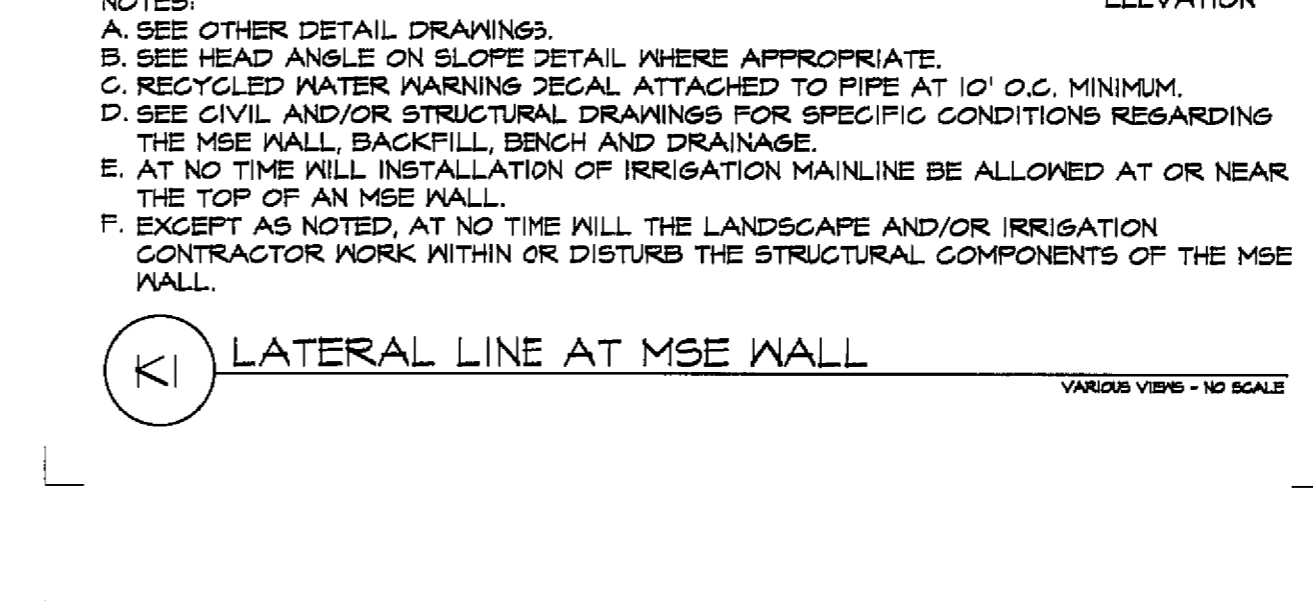 NOTES:
ELEVATION
A. SEE OTHER DETAIL DRAWINGS.
B. SEE HEAD ANGLE ON SLOPE DETAIL WHERE APPROPRIATE.
C. RECYCLED WATER WARNING DECAL ATTACHED TO PIPE AT 10' O.C. MINIMUM.
D. SEE CIVIL AND/OR STRUCTURAL DRAWINGS FOR SPECIFIC CONDITIONS REGARDING
THE MSE WALL, BACKFILL, BENCH AND DRAINAGE.
E. AT NO TIME WILL INSTALLATION OF IRRIGATION MAINLINE BE ALLOWED AT OR NEAR
THE TOP OF AN MSE WALL.
F. EXCEPT AS NOTED, AT NO TIME WILL THE LANDSCAPE AND/OR IRRIGATION
CONTRACTOR WORK WITHIN OR DISTURB THE STRUCTURAL COMPONENTS OF THE MSE
WALL.
K1 LATERAL LINE AT MSE WALL
VARIOUS VIEWS - NO SCALE